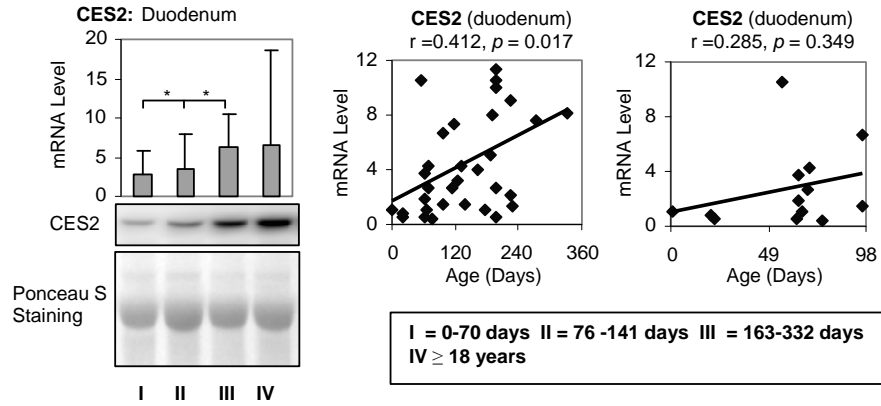 CES2: Duodenum
20
15
10
5
0
mRNA Level
*
*
CES2
Ponceau S
Staining
I II III IV
CES2 (duodenum)
r =0.412, p = 0.017
12
8
4
0
mRNA Level
0 120 240 360
Age (Days)
CES2 (duodenum)
r =0.285, p = 0.349
12
8
4
0
mRNA Level
0 49 98
Age (Days)
I = 0-70 days II = 76 -141 days III = 163-332 days
IV ≥ 18 years